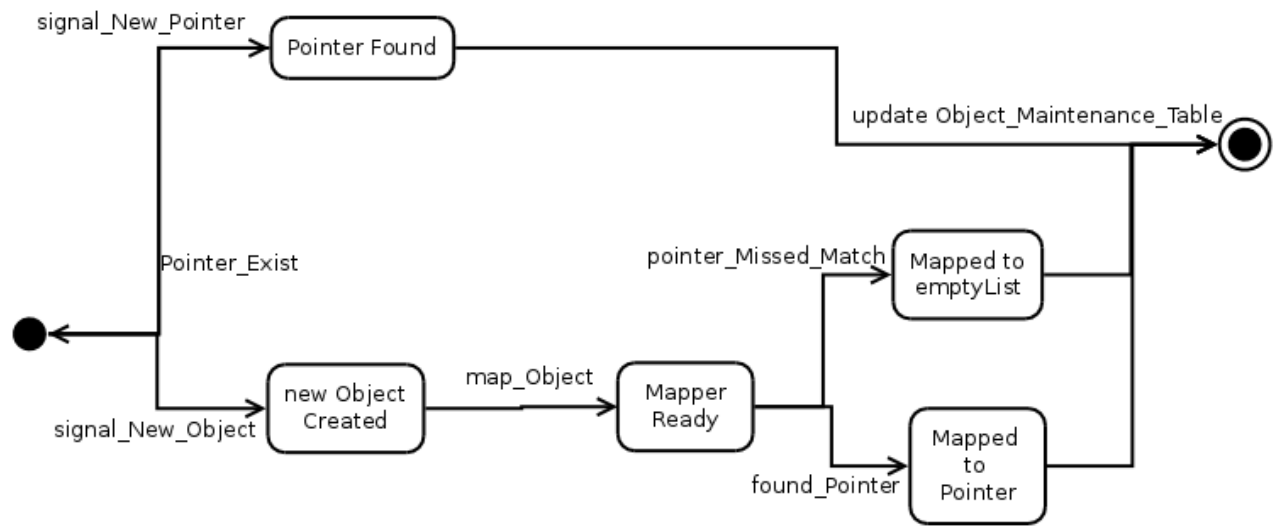 signal_New_Pointer
Pointer Found
update Object_Maintenance_Table
Pointer_Exist
pointer_Missed_Match
Mapped to
emptyList
signal_New_Object
new Object
Created
map_Object
Mapper
Ready
found_Pointer
Mapped
to
Pointer